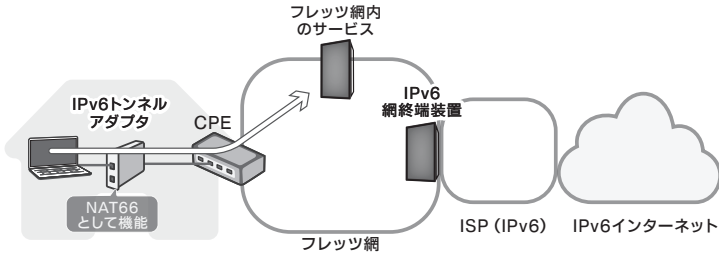 フレッツ網内
のサービス
IPv6トンネル
アダプタ
CPE
IPv6
網終端装置
NAT66
として機能
フレッツ網
ISP（IPv6）
IPv6インターネット